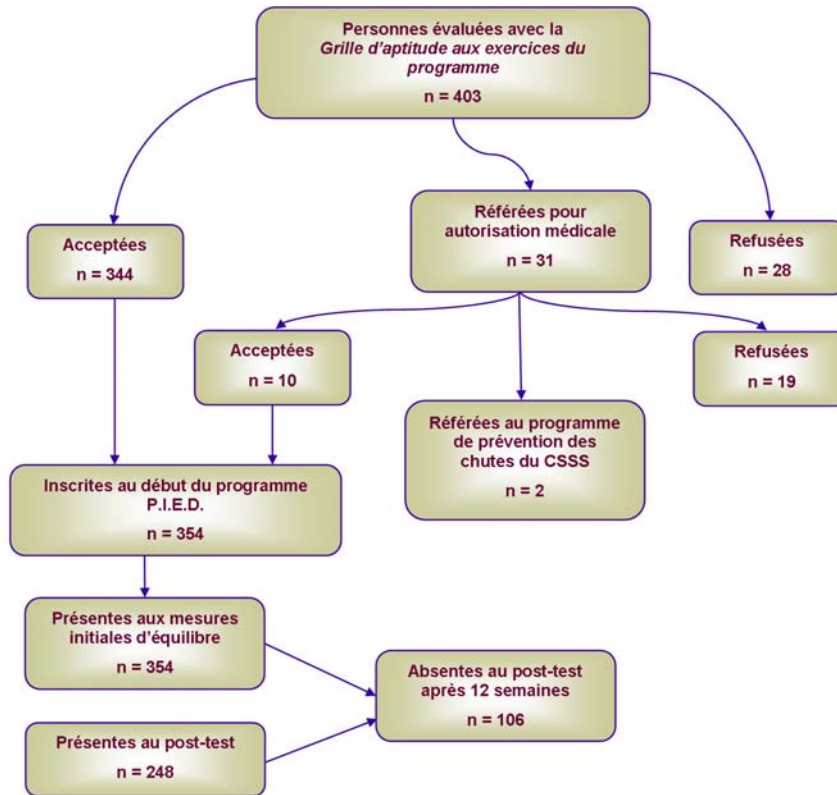 Personnes évaluées avec la
Grille d'aptitude aux exercices du
programme
n = 403
Acceptées
n = 344
Référées pour
autorisation médicale
n = 31
Refusées
n = 28
Acceptées
n = 10
Référées au programme
de prévention des
chutes du CSSS
n = 2
Refusées
n = 19
Inscrites au début du programme
P.I.E.D.
n = 354
Présentes aux mesures
initiales d'équilibre
n = 354
Absentes au post-test
après 12 semaines
n = 106
Présentes au post-test
n = 248